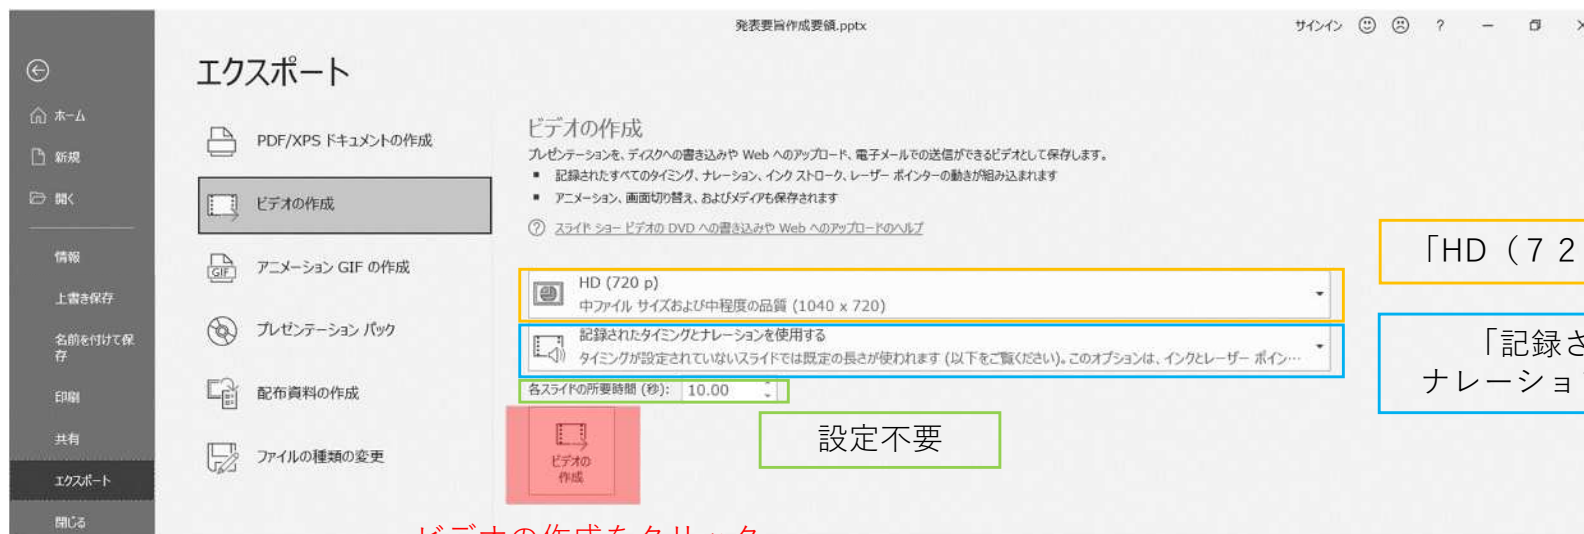 発表要旨作成要領.pptx
サインイン
?
エクスポート
ホーム
新規
開く
情報
上書き保存
名前を付けて保
存
印刷
共有
エクスポート
閉じる
PDF/XPS ドキュメントの作成
ビデオの作成
アニメーション GIF の作成
GIF
プレゼンテーション パック
配布資料の作成
ファイルの種類の変更
ビデオの作成
プレゼンテーションを、ディスクへの書き込みや Web へのアップロード、電子メールでの送信ができるビデオとして保存します。
■ 記録されたすべてのタイミング、ナレーション、インク ストローク、レーザー ポインターの動きが組み込まれます
■ アニメーション、画面切り替え、およびメディアも保存されます
? スライド ショー ビデオの DVD への書き込みや Web へのアップロードのヘルプ
HD (720 p)
中ファイル サイズおよび中程度の品質 (1040 x 720)
記録されたタイミングとナレーションを使用する
タイミングが設定されていないスライドでは既定の長さが使われます (以下をご覧ください)。このオプションは、インクとレーザー ポイン…
各スライドの所要時間 (秒): 10.00
ビデオの
作成
設定不要
「HD（７２
「記録さ
ナレーショ
ビデオの作成をクリック